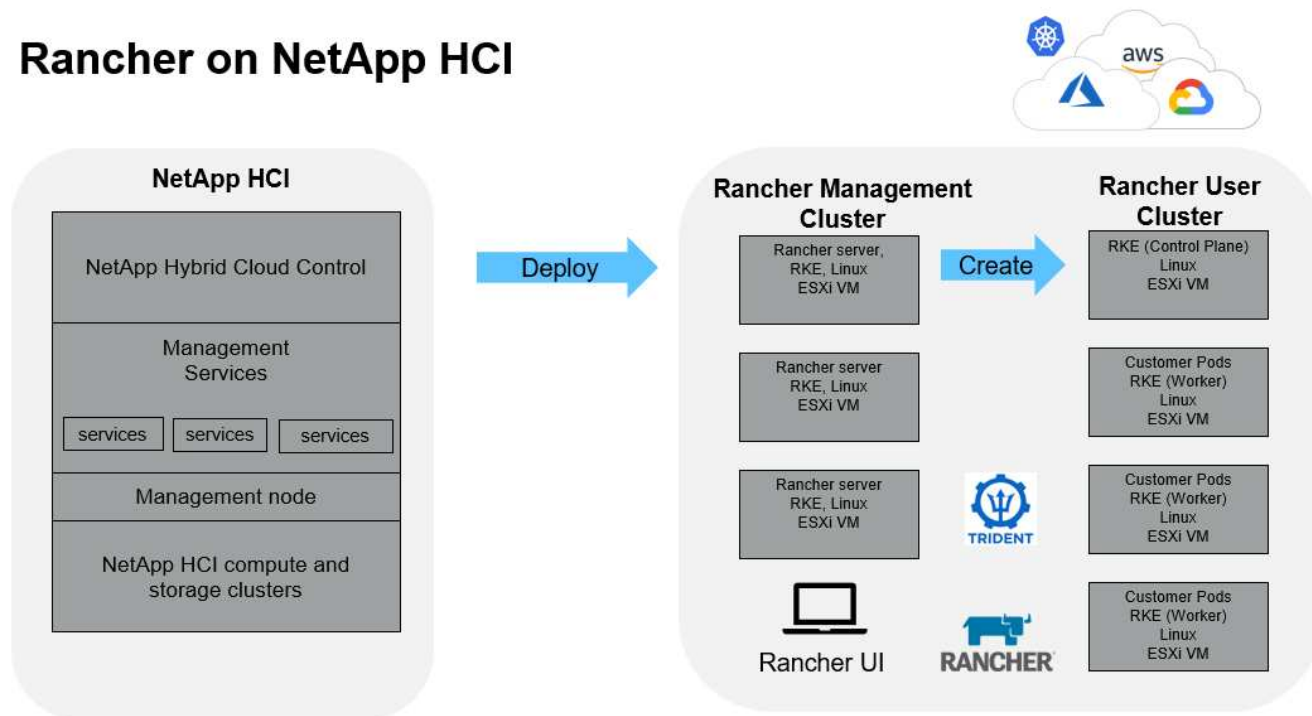 Rancher on NetApp HCI
aws
NetApp HCI
NetApp Hybrid Cloud Control
Management
Services
services
services
services
Management node
NetApp HCI compute and
storage clusters
Deploy
Rancher Management
Cluster
Rancher server,
RKE, Linux
ESXi VM
Rancher server
RKE, Linux
ESXi VM
Rancher server
RKE, Linux
ESXi VM
Rancher UI
Create
TRIDENT
RANCHER
Rancher User
Cluster
RKE (Control Plane)
Linux
ESXi VM
Customer Pods
RKE (Worker)
Linux
ESXi VM
Customer Pods
RKE (Worker)
Linux
ESXi VM
Customer Pods
RKE (Worker)
Linux
ESXi VM